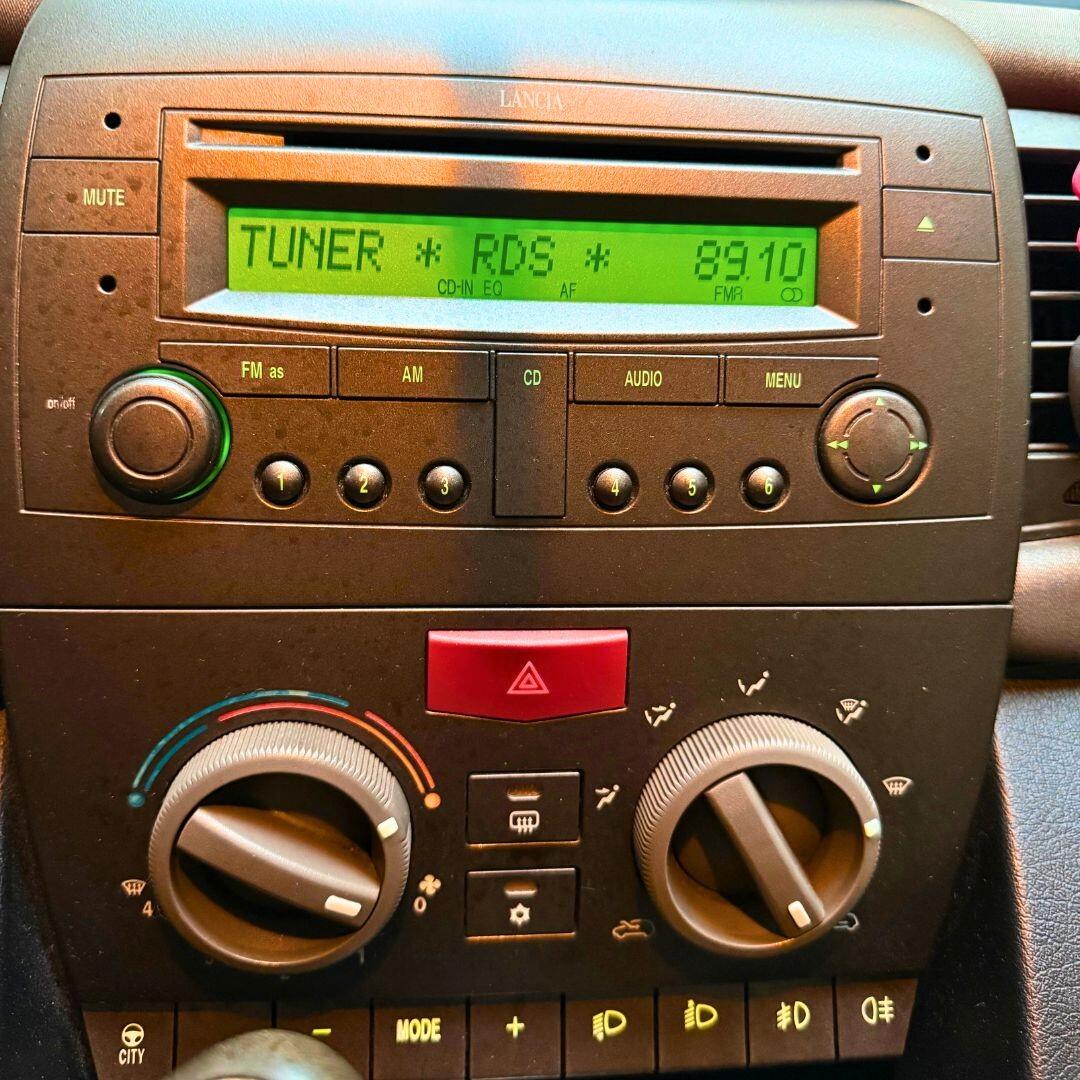 LANCIA
MUTE
TUNER * RDS * 89.10
CD-IN EQ AF FMA
FM as AM CD AUDIO MENU
on/off
1 2 3 4 5 6
4 0
CITY - MODE +